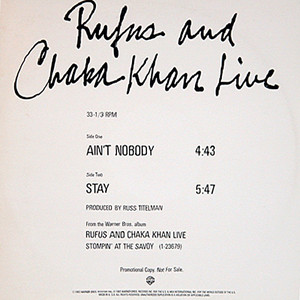 Rufus and
Chaka Khan Live
33-1/3 RPM
Side One
AIN'T NOBODY 4:43
Side Two
STAY 5:47
PRODUCED BY RUSS TITELMAN
From the Warner Bros. album
RUFUS AND CHAKA KHAN LIVE
STOMPIN' AT THE SAVOY (1-23679)
Promotional Copy. Not For Sale.